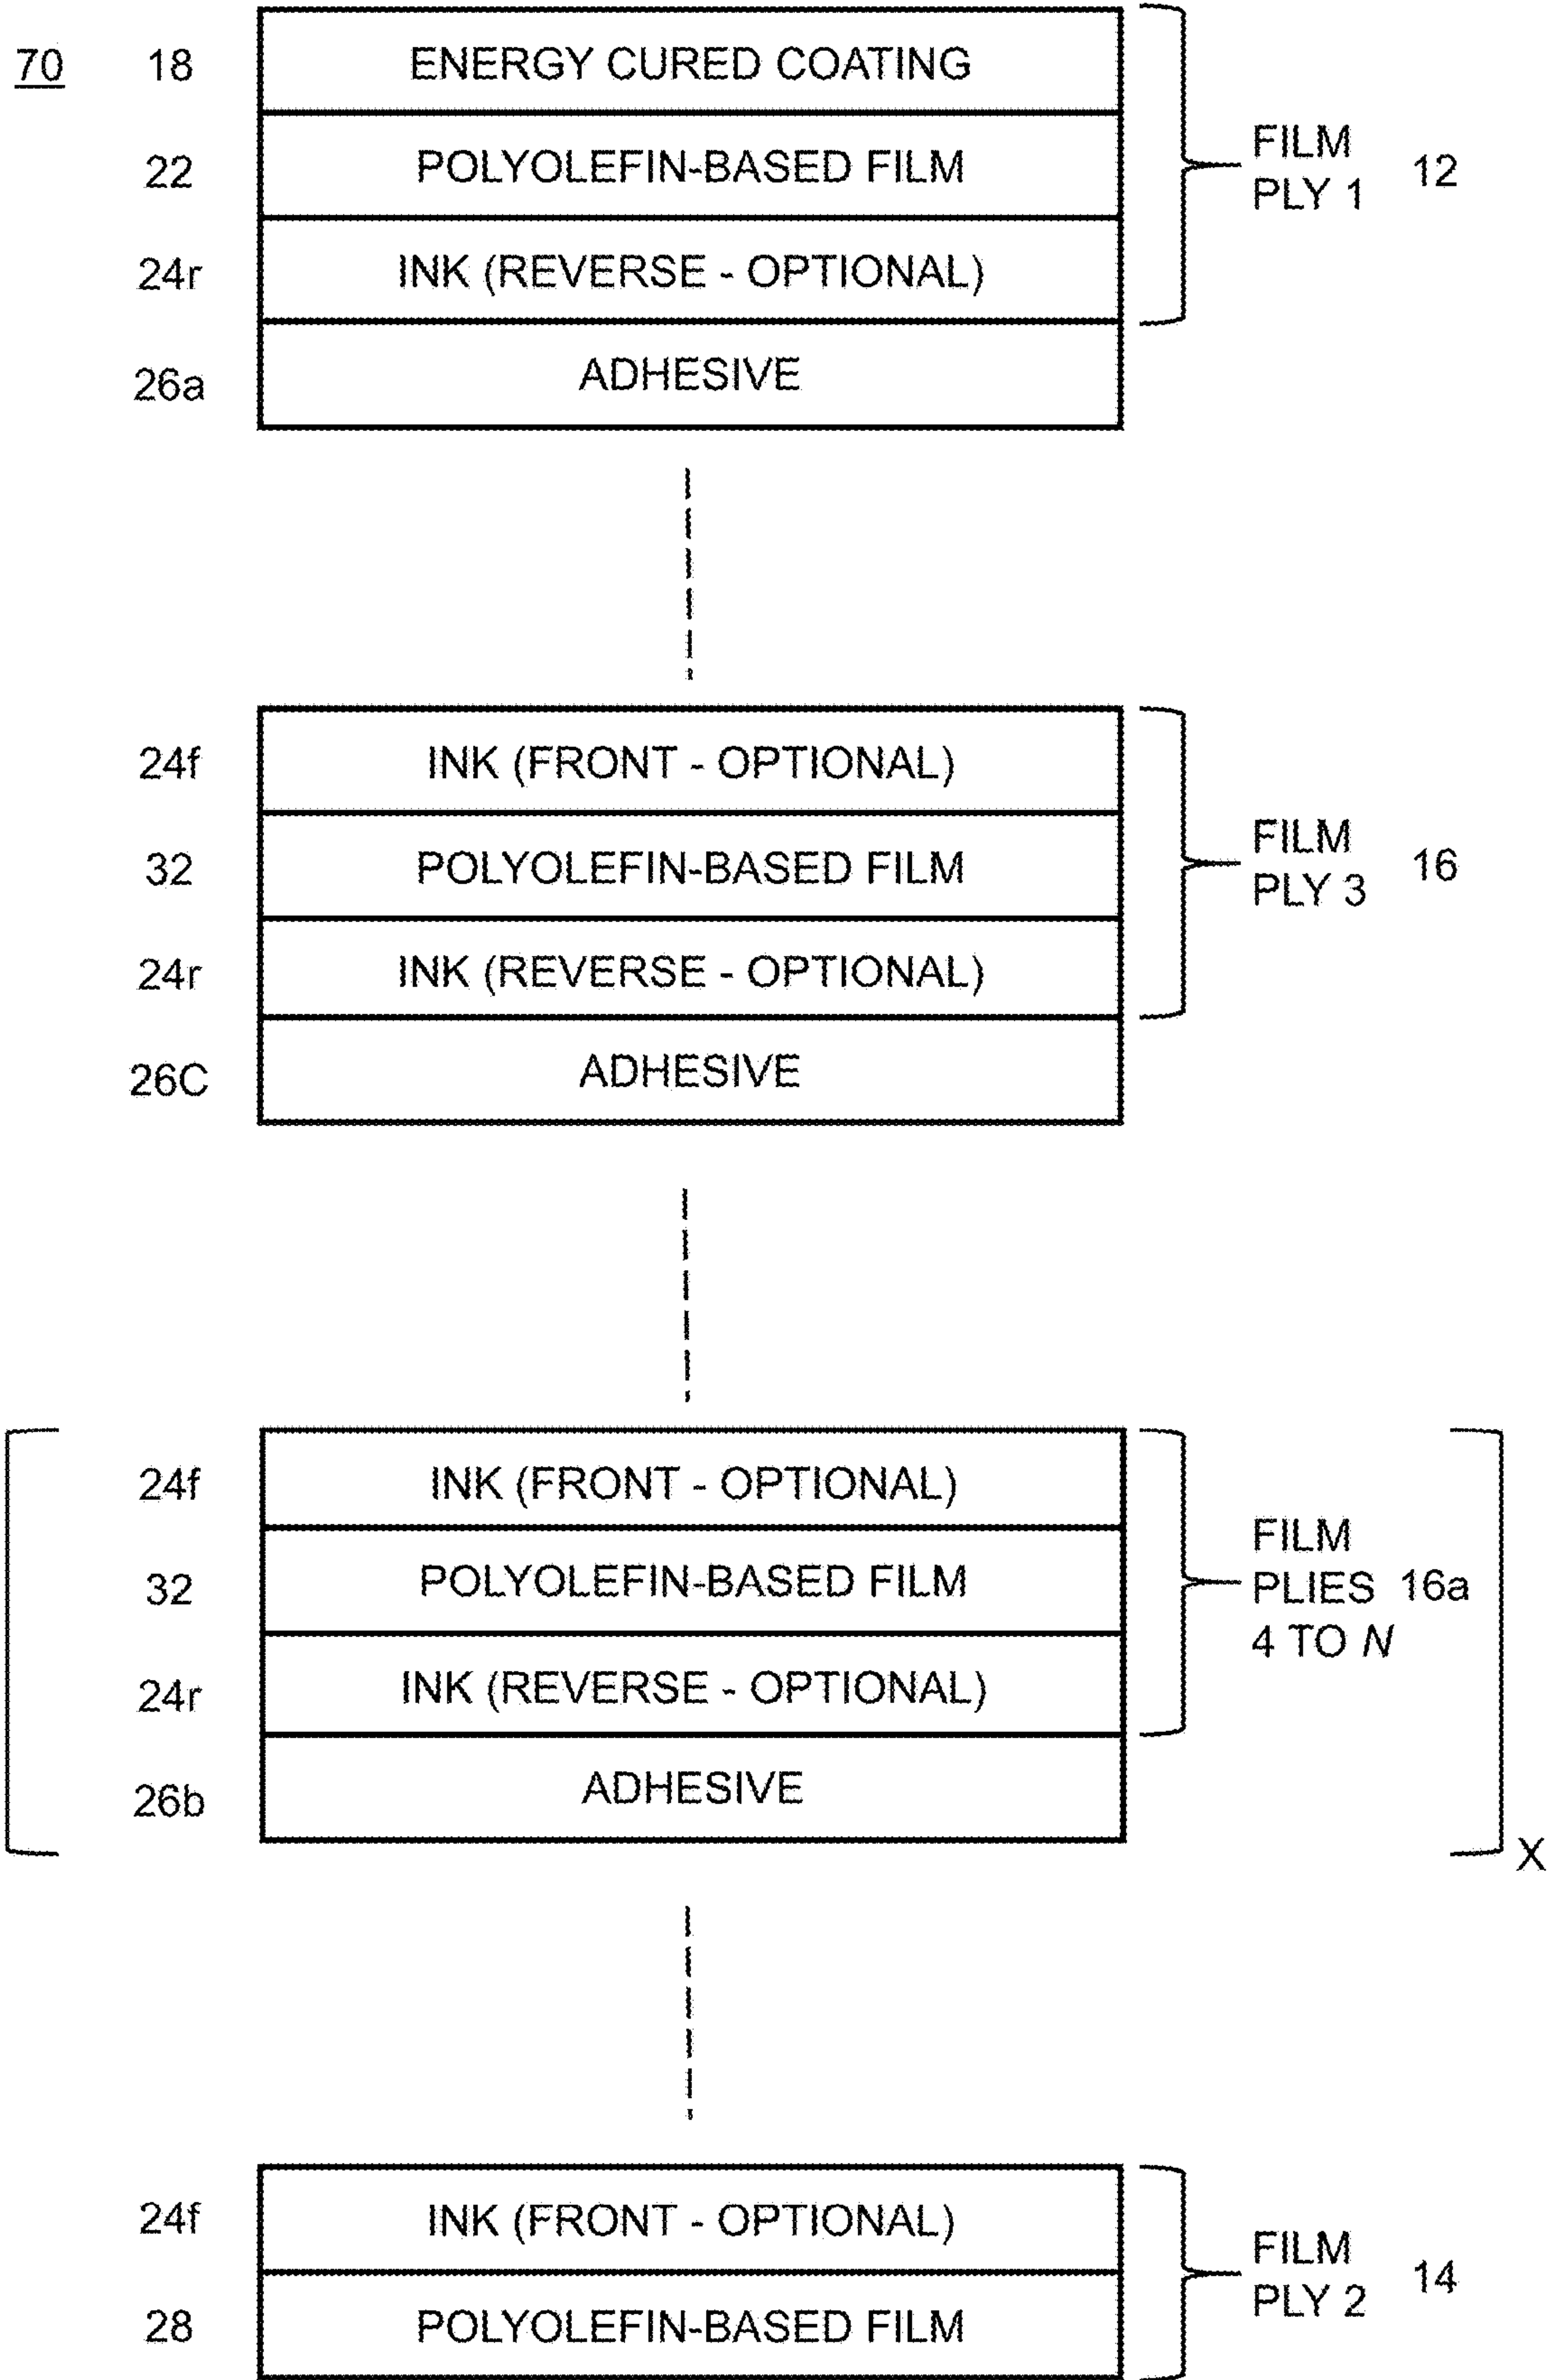 70 18 ENERGY CURED COATING
22 POLYOLEFIN-BASED FILM
FILM
PLY 1 12
24r INK (REVERSE - OPTIONAL)
26a ADHESIVE
24f INK (FRONT - OPTIONAL)
32 POLYOLEFIN-BASED FILM
FILM
PLY 3 16
24r INK (REVERSE - OPTIONAL)
26C ADHESIVE
24f INK (FRONT - OPTIONAL)
32 POLYOLEFIN-BASED FILM
FILM
PLIES 16a
4 TO N
24r INK (REVERSE - OPTIONAL)
26b ADHESIVE
X
24f INK (FRONT - OPTIONAL)
28 POLYOLEFIN-BASED FILM
FILM
PLY 2 14